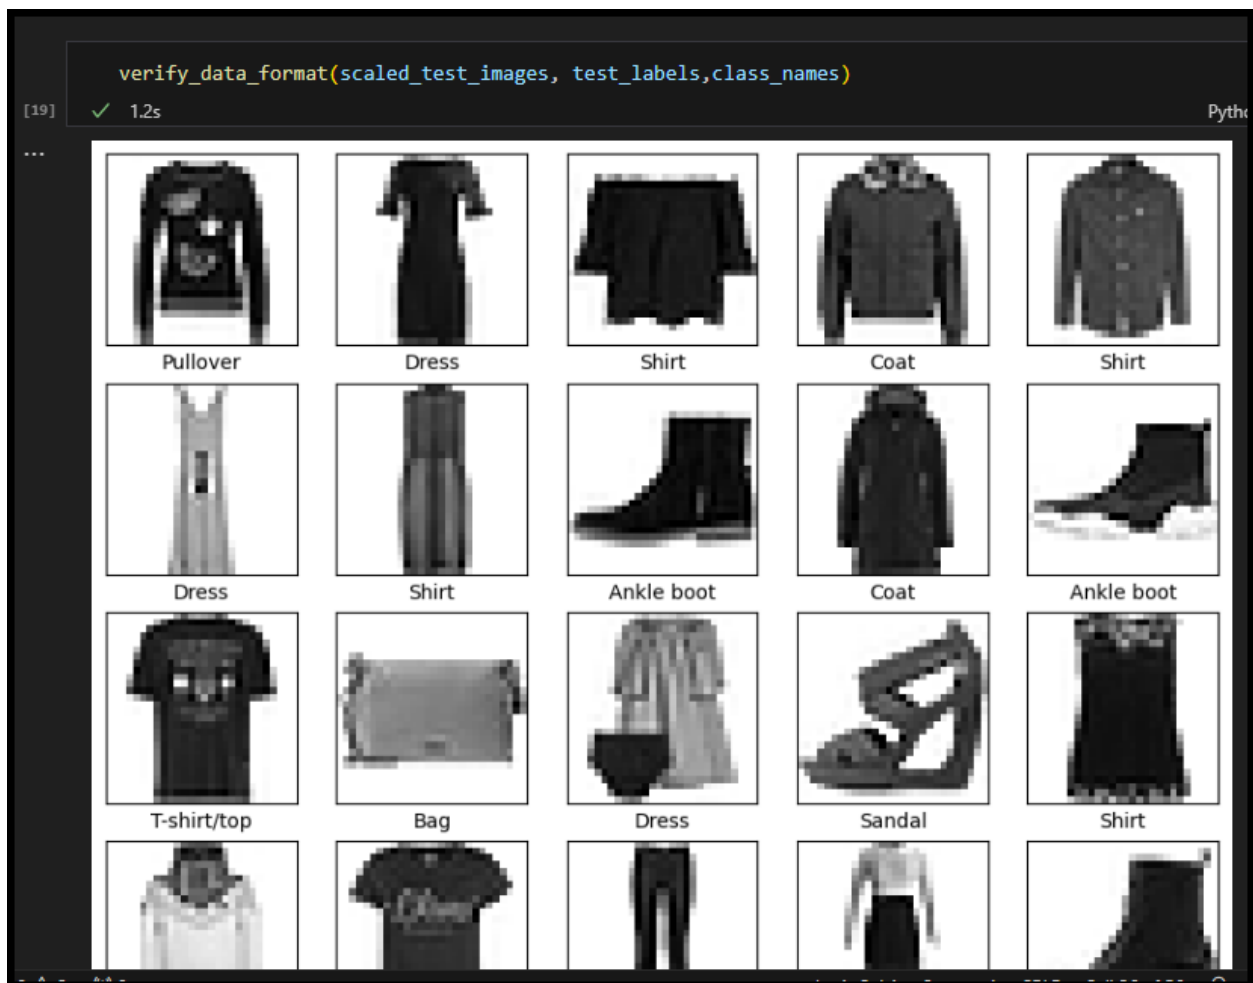 verify_data_format(scaled_test_images, test_labels,class_names)
[19] 1.2s
...
Pullover Dress Shirt Coat Shirt
Dress Shirt Ankle boot Coat Ankle boot
T-shirt/top Bag Dress Sandal Shirt